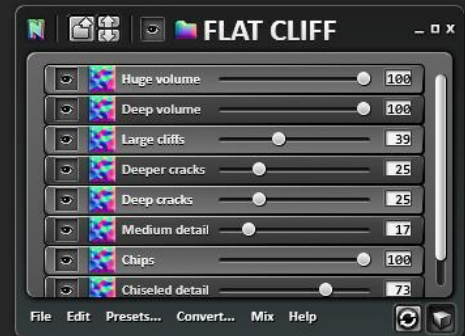 N
FLAT CLIFF
Huge volume 100
Deep volume 100
Large cliffs 39
Deeper cracks 25
Deep cracks 25
Medium detail 17
Chips 100
Chiseled detail 73
File Edit Presets... Convert... Mix Help